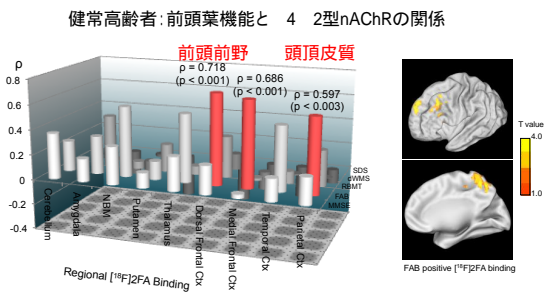 健常高齢者：前頭葉機能と　4　2型nAChRの関係
前頭前野
頭頂皮質
ρ
ρ = 0.718
(p < 0.001)
ρ = 0.686
(p < 0.001)
ρ = 0.597
(p < 0.003)
0.8
0.6
0.4
0.2
0
-0.2
-0.4
SDS
dWMS
RBMT
FAB
MMSE
Cerebellum
Amygdala
NBM
Putamen
Thalamus
Dorsal Frontal Ctx
Medial Frontal Ctx
Temporal Ctx
Parietal Ctx
Regional [¹⁸F]2FA Binding
T value
4.0
1.0
FAB positive [¹⁸F]2FA binding